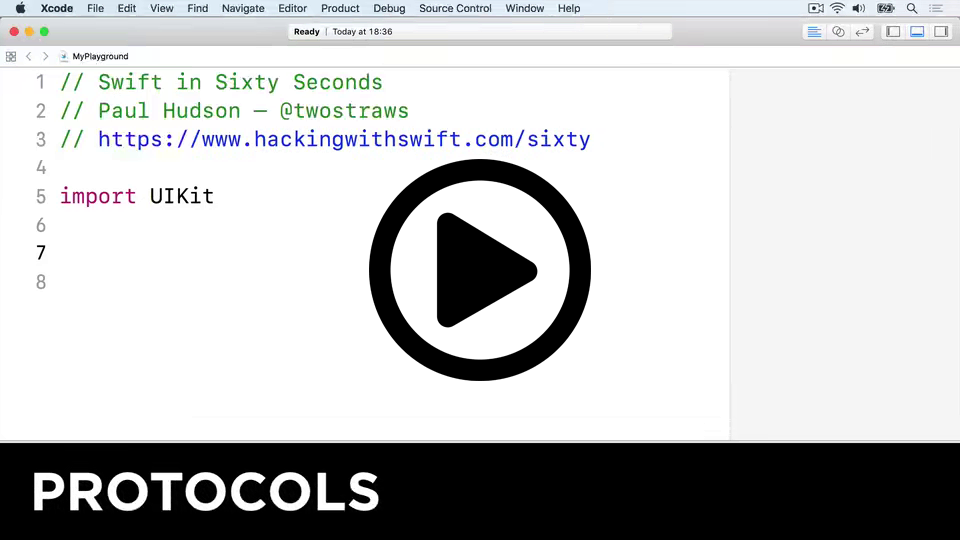 Xcode File Edit View Find Navigate Editor Product Debug Source Control Window Help
Ready | Today at 18:36
MyPlayground
1 // Swift in Sixty Seconds
2 // Paul Hudson — @twostraws
3 // https://www.hackingwithswift.com/sixty
4
5 import UIKit
6
7
8
PROTOCOLS